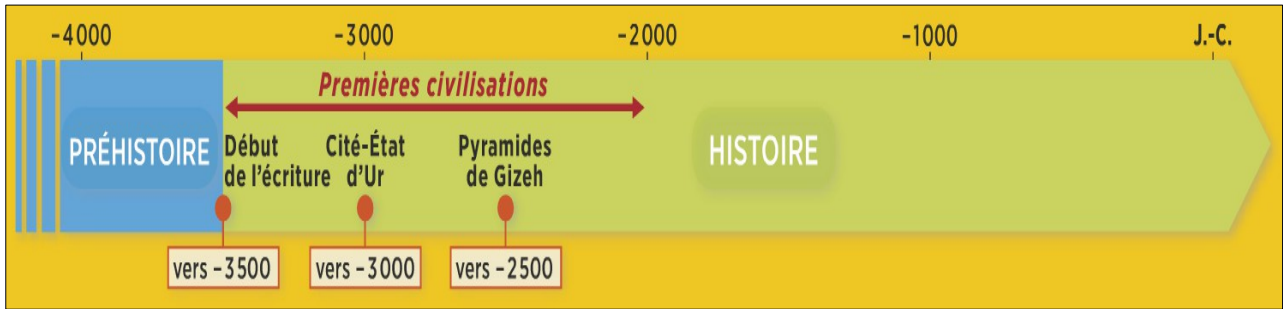 -4000 -3000 -2000 -1000 J.-C.
Premières civilisations
PRÉHISTOIRE
Début
de l'écriture
Cité-État
d'Ur
Pyramides
de Gizeh
HISTOIRE
vers -3500
vers -3000
vers -2500